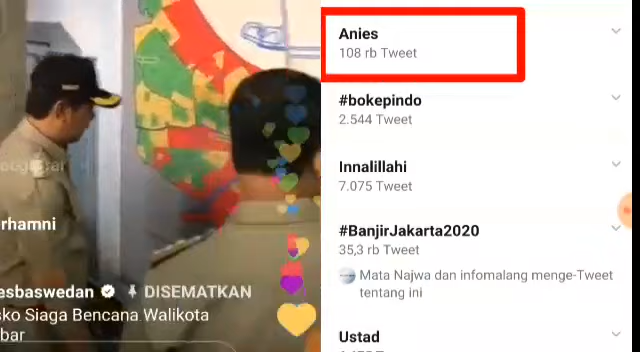 rhamni
esbaswedan DISEMATKAN
sko Siaga Bencana Walikota
bar
Anies
108 rb Tweet
#bokepindo
2.544 Tweet
Innalillahi
7.075 Tweet
#BanjirJakarta2020
35,3 rb Tweet
Mata Najwa dan infomalang menge-Tweet
tentang ini
Ustad